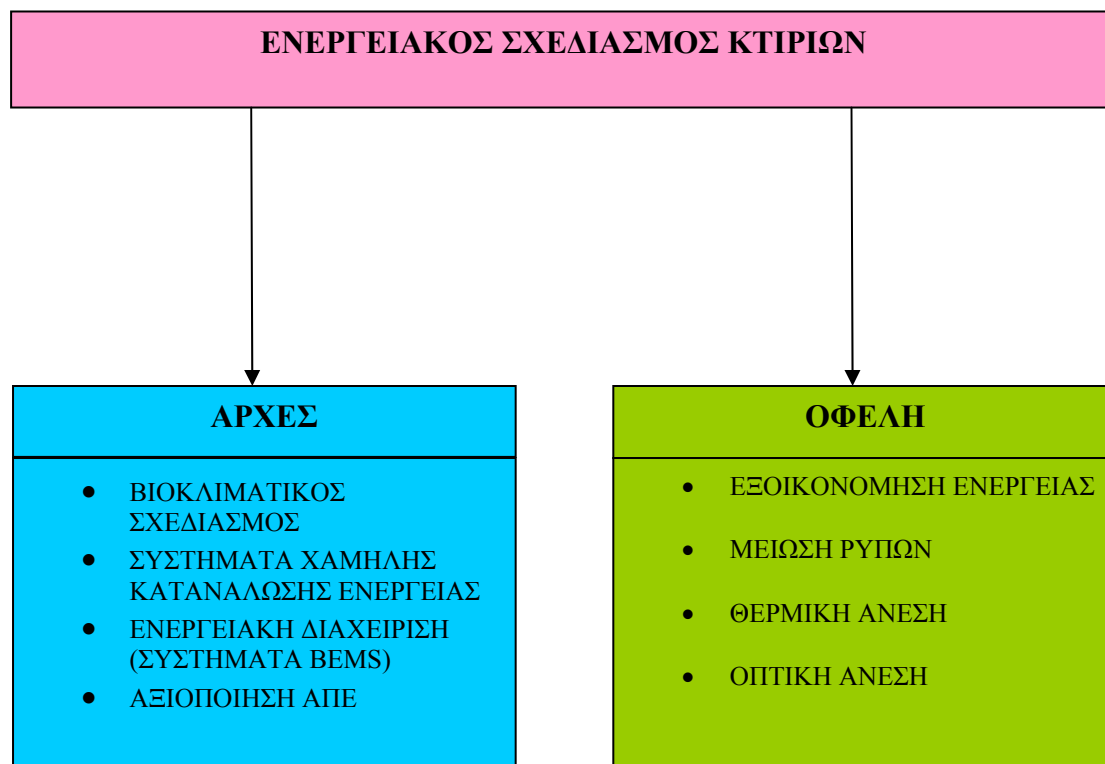 ΕΝΕΡΓΕΙΑΚΟΣ ΣΧΕΔΙΑΣΜΟΣ ΚΤΙΡΙΩΝ
ΑΡΧΕΣ
• ΒΙΟΚΛΙΜΑΤΙΚΟΣ
ΣΧΕΔΙΑΣΜΟΣ
• ΣΥΣΤΗΜΑΤΑ ΧΑΜΗΛΗΣ
ΚΑΤΑΝΑΛΩΣΗΣ ΕΝΕΡΓΕΙΑΣ
• ΕΝΕΡΓΕΙΑΚΗ ΔΙΑΧΕΙΡΙΣΗ
(ΣΥΣΤΗΜΑΤΑ BEMS)
• ΑΞΙΟΠΟΙΗΣΗ ΑΠΕ
ΟΦΕΛΗ
• ΕΞΟΙΚΟΝΟΜΗΣΗ ΕΝΕΡΓΕΙΑΣ
• ΜΕΙΩΣΗ ΡΥΠΩΝ
• ΘΕΡΜΙΚΗ ΑΝΕΣΗ
• ΟΠΤΙΚΗ ΑΝΕΣΗ